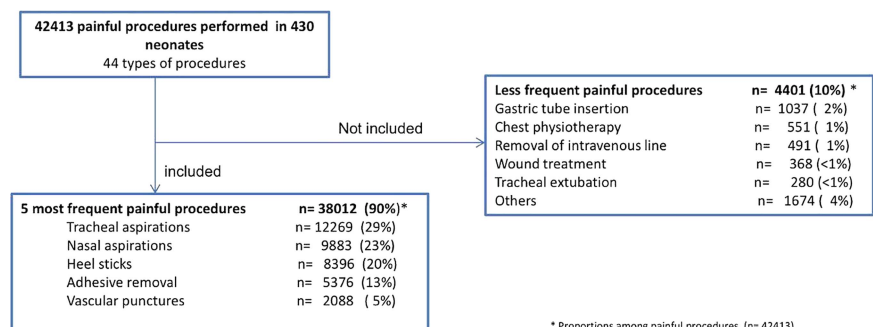 42413 painful procedures performed in 430
neonates
44 types of procedures
Not included
included
Less frequent painful procedures n= 4401 (10%) *
Gastric tube insertion n= 1037 ( 2%)
Chest physiotherapy n= 551 ( 1%)
Removal of intravenous line n= 491 ( 1%)
Wound treatment n= 368 (<1%)
Tracheal extubation n= 280 (<1%)
Others n= 1674 ( 4%)
5 most frequent painful procedures n= 38012 (90%)*
Tracheal aspirations n= 12269 (29%)
Nasal aspirations n= 9883 (23%)
Heel sticks n= 8396 (20%)
Adhesive removal n= 5376 (13%)
Vascular punctures n= 2088 ( 5%)
* Proportions among painful procedures (n= 42413)